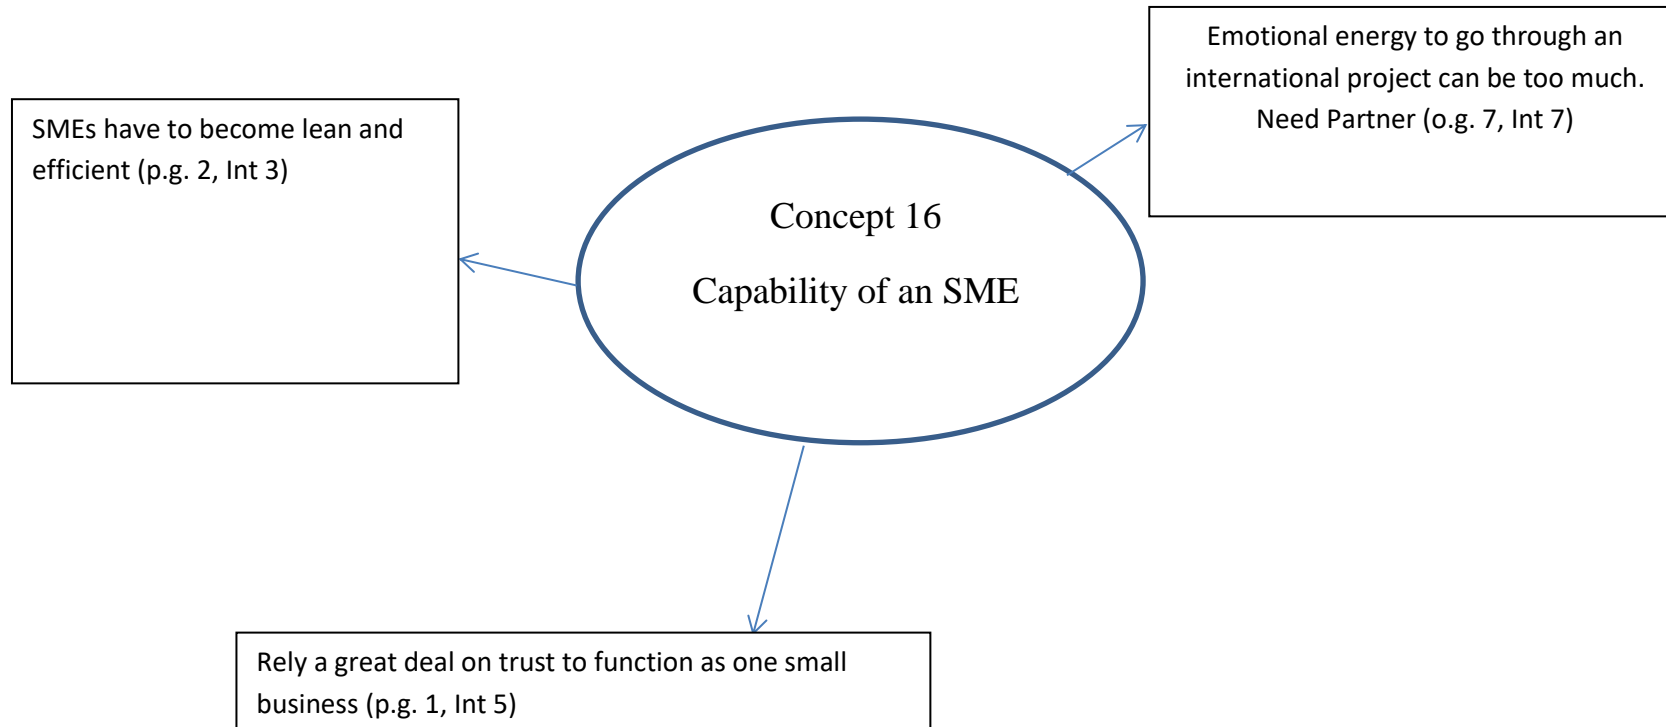 Emotional energy to go through an
international project can be too much.
Need Partner (o.g. 7, Int 7)
SMEs have to become lean and
efficient (p.g. 2, Int 3)
Concept 16
Capability of an SME
Rely a great deal on trust to function as one small
business (p.g. 1, Int 5)